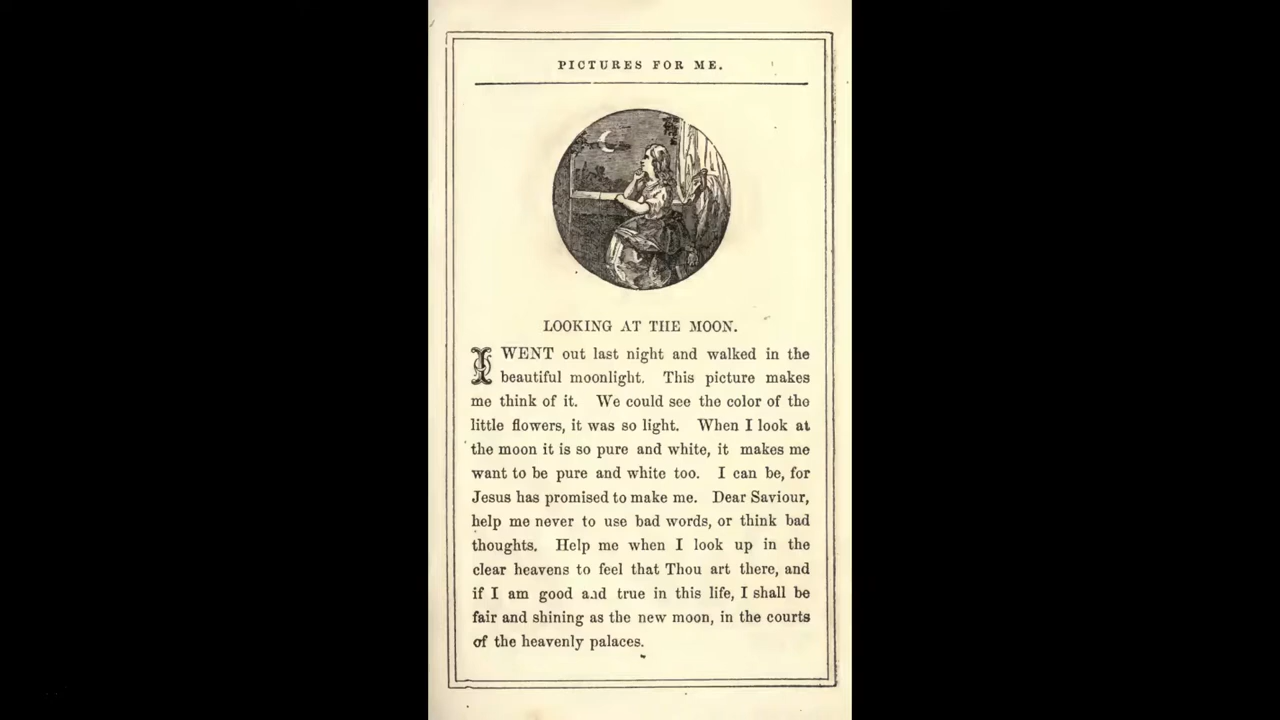 PICTURES FOR ME.
LOOKING AT THE MOON.
I WENT out last night and walked in the
beautiful moonlight. This picture makes
me think of it. We could see the color of the
little flowers, it was so light. When I look at
the moon it is so pure and white, it makes me
want to be pure and white too. I can be, for
Jesus has promised to make me. Dear Saviour,
help me never to use bad words, or think bad
thoughts. Help me when I look up in the
clear heavens to feel that Thou art there, and
if I am good and true in this life, I shall be
fair and shining as the new moon, in the courts
of the heavenly palaces.